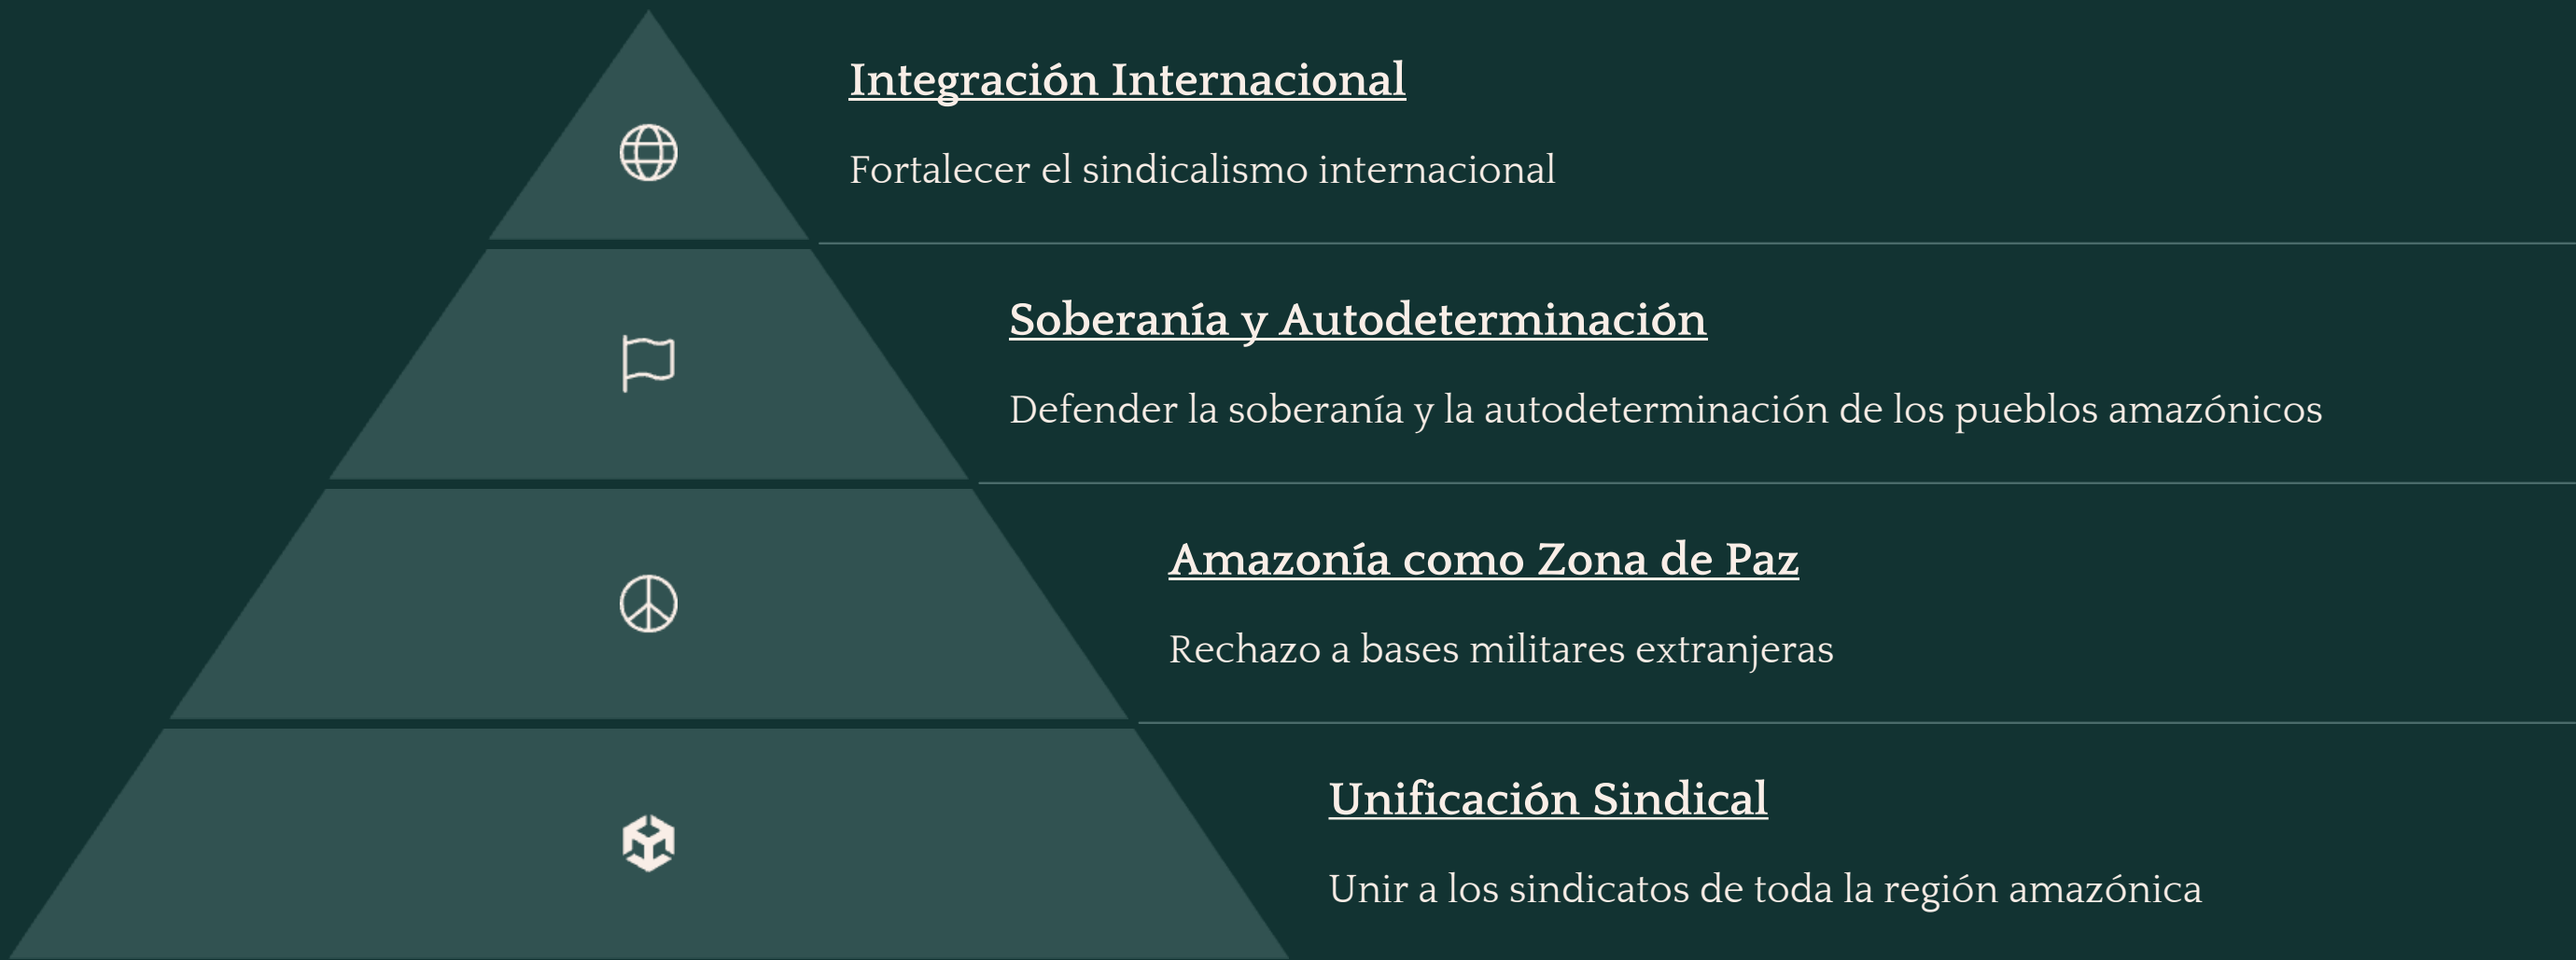 Integración Internacional
Fortalecer el sindicalismo internacional
Soberanía y Autodeterminación
Defender la soberanía y la autodeterminación de los pueblos amazónicos
Amazonía como Zona de Paz
Rechazo a bases militares extranjeras
Unificación Sindical
Unir a los sindicatos de toda la región amazónica